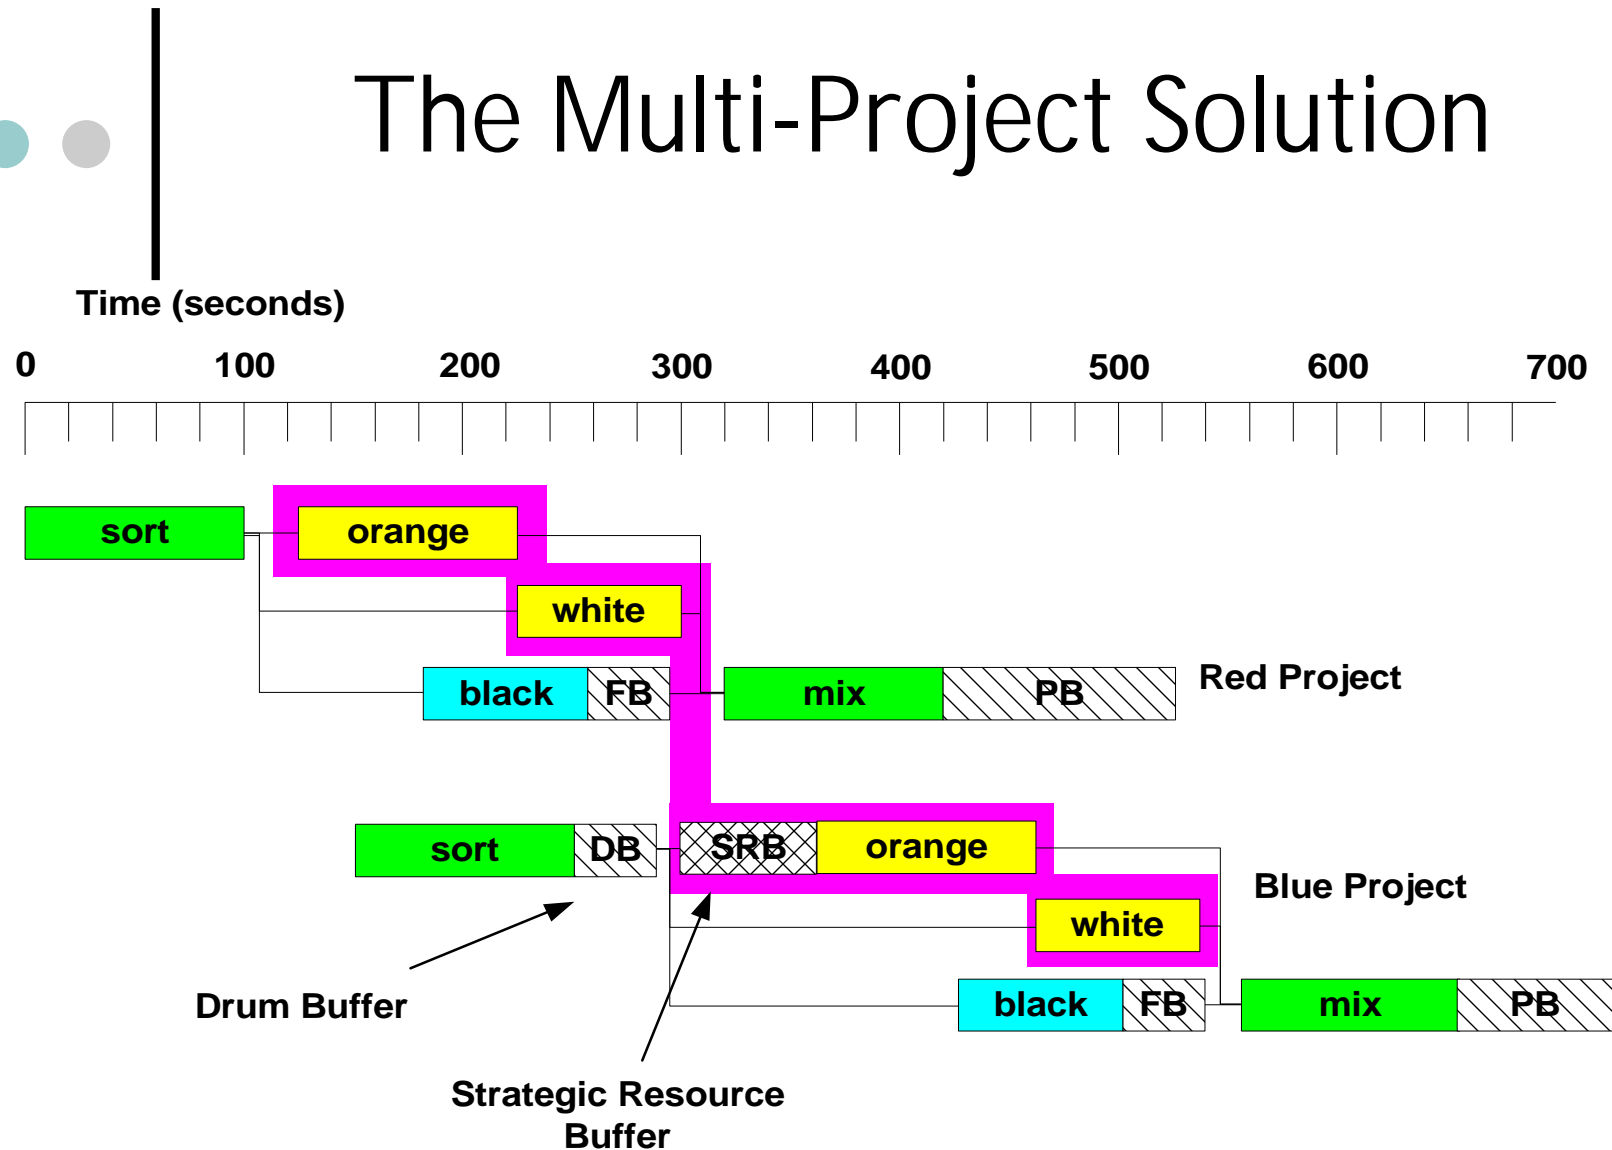 The Multi-Project Solution
Time (seconds)
0 100 200 300 400 500 600 700
sort orange
white
black FB mix PB Red Project
sort DB SRB orange
Blue Project
white
black FB mix PB
Drum Buffer
Strategic Resource
Buffer